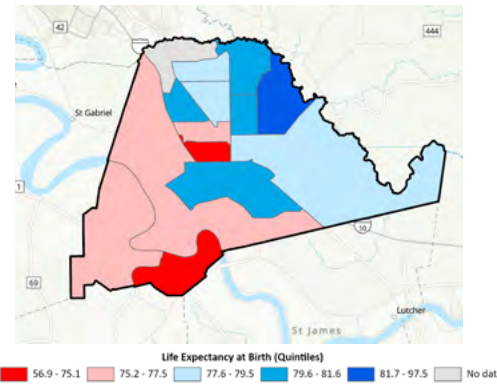 42
444
St Gabriel
1
10
69
Lutcher
St James
Life Expectancy at Birth (Quintiles)
56.9 - 75.1 75.2 - 77.5 77.6 - 79.5 79.6 - 81.6 81.7 - 97.5 No dat